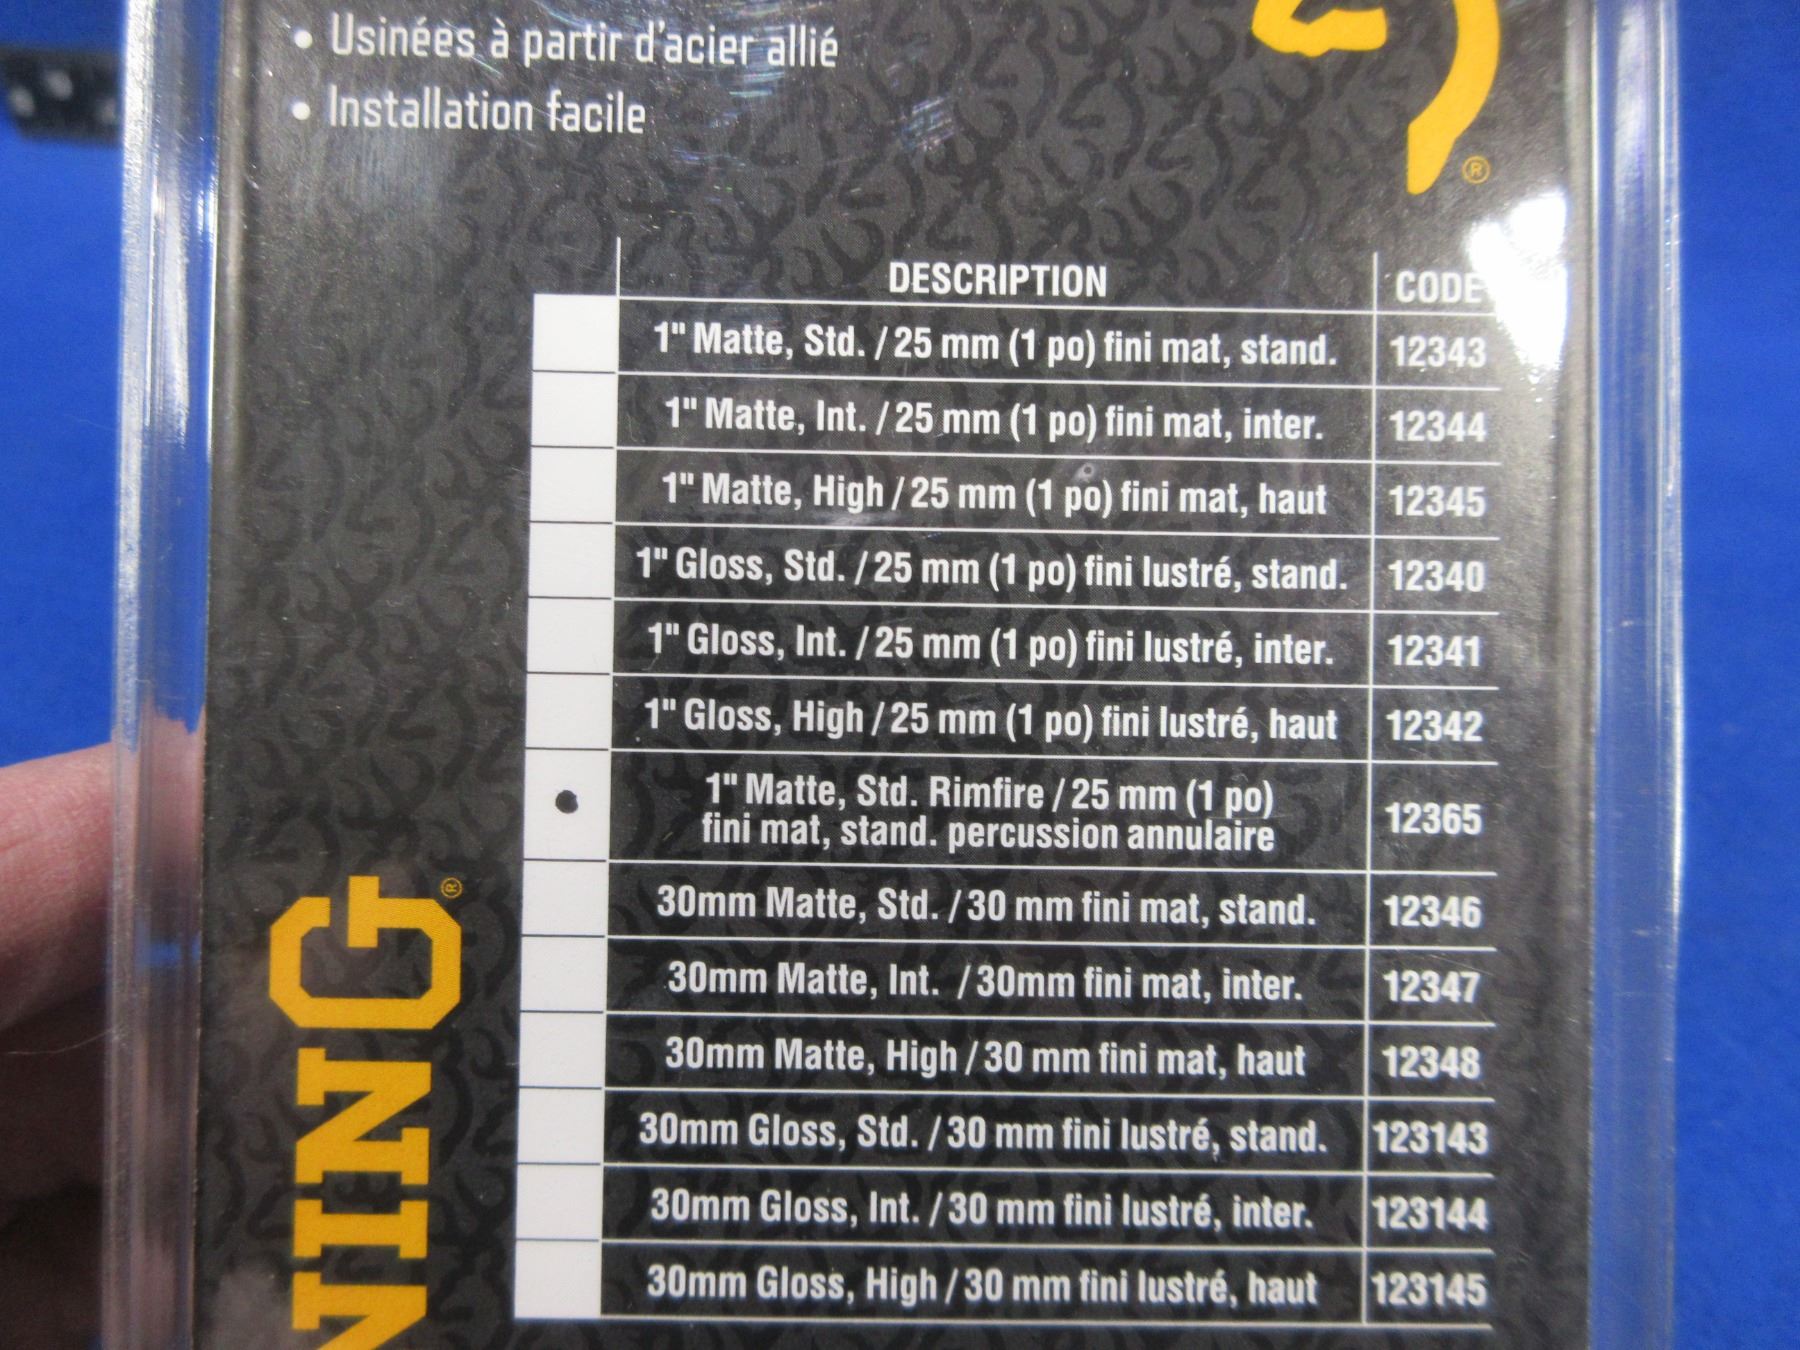 • Usinées à partir d'acier allié
• Installation facile
®
DESCRIPTION CODE
1" Matte, Std. / 25 mm (1 po) fini mat, stand. 12343
1" Matte, Int. / 25 mm (1 po) fini mat, inter. 12344
1" Matte, High / 25 mm (1 po) fini mat, haut 12345
1" Gloss, Std. / 25 mm (1 po) fini lustré, stand. 12340
1" Gloss, Int. / 25 mm (1 po) fini lustré, inter. 12341
1" Gloss, High / 25 mm (1 po) fini lustré, haut 12342
1" Matte, Std. Rimfire / 25 mm (1 po)
fini mat, stand. percussion annulaire 12365
30mm Matte, Std. / 30 mm fini mat, stand. 12346
30mm Matte, Int. / 30mm fini mat, inter. 12347
30mm Matte, High / 30 mm fini mat, haut 12348
30mm Gloss, Std. / 30 mm fini lustré, stand. 123143
30mm Gloss, Int. / 30 mm fini lustré, inter. 123144
30mm Gloss, High / 30 mm fini lustré, haut 123145
NING®